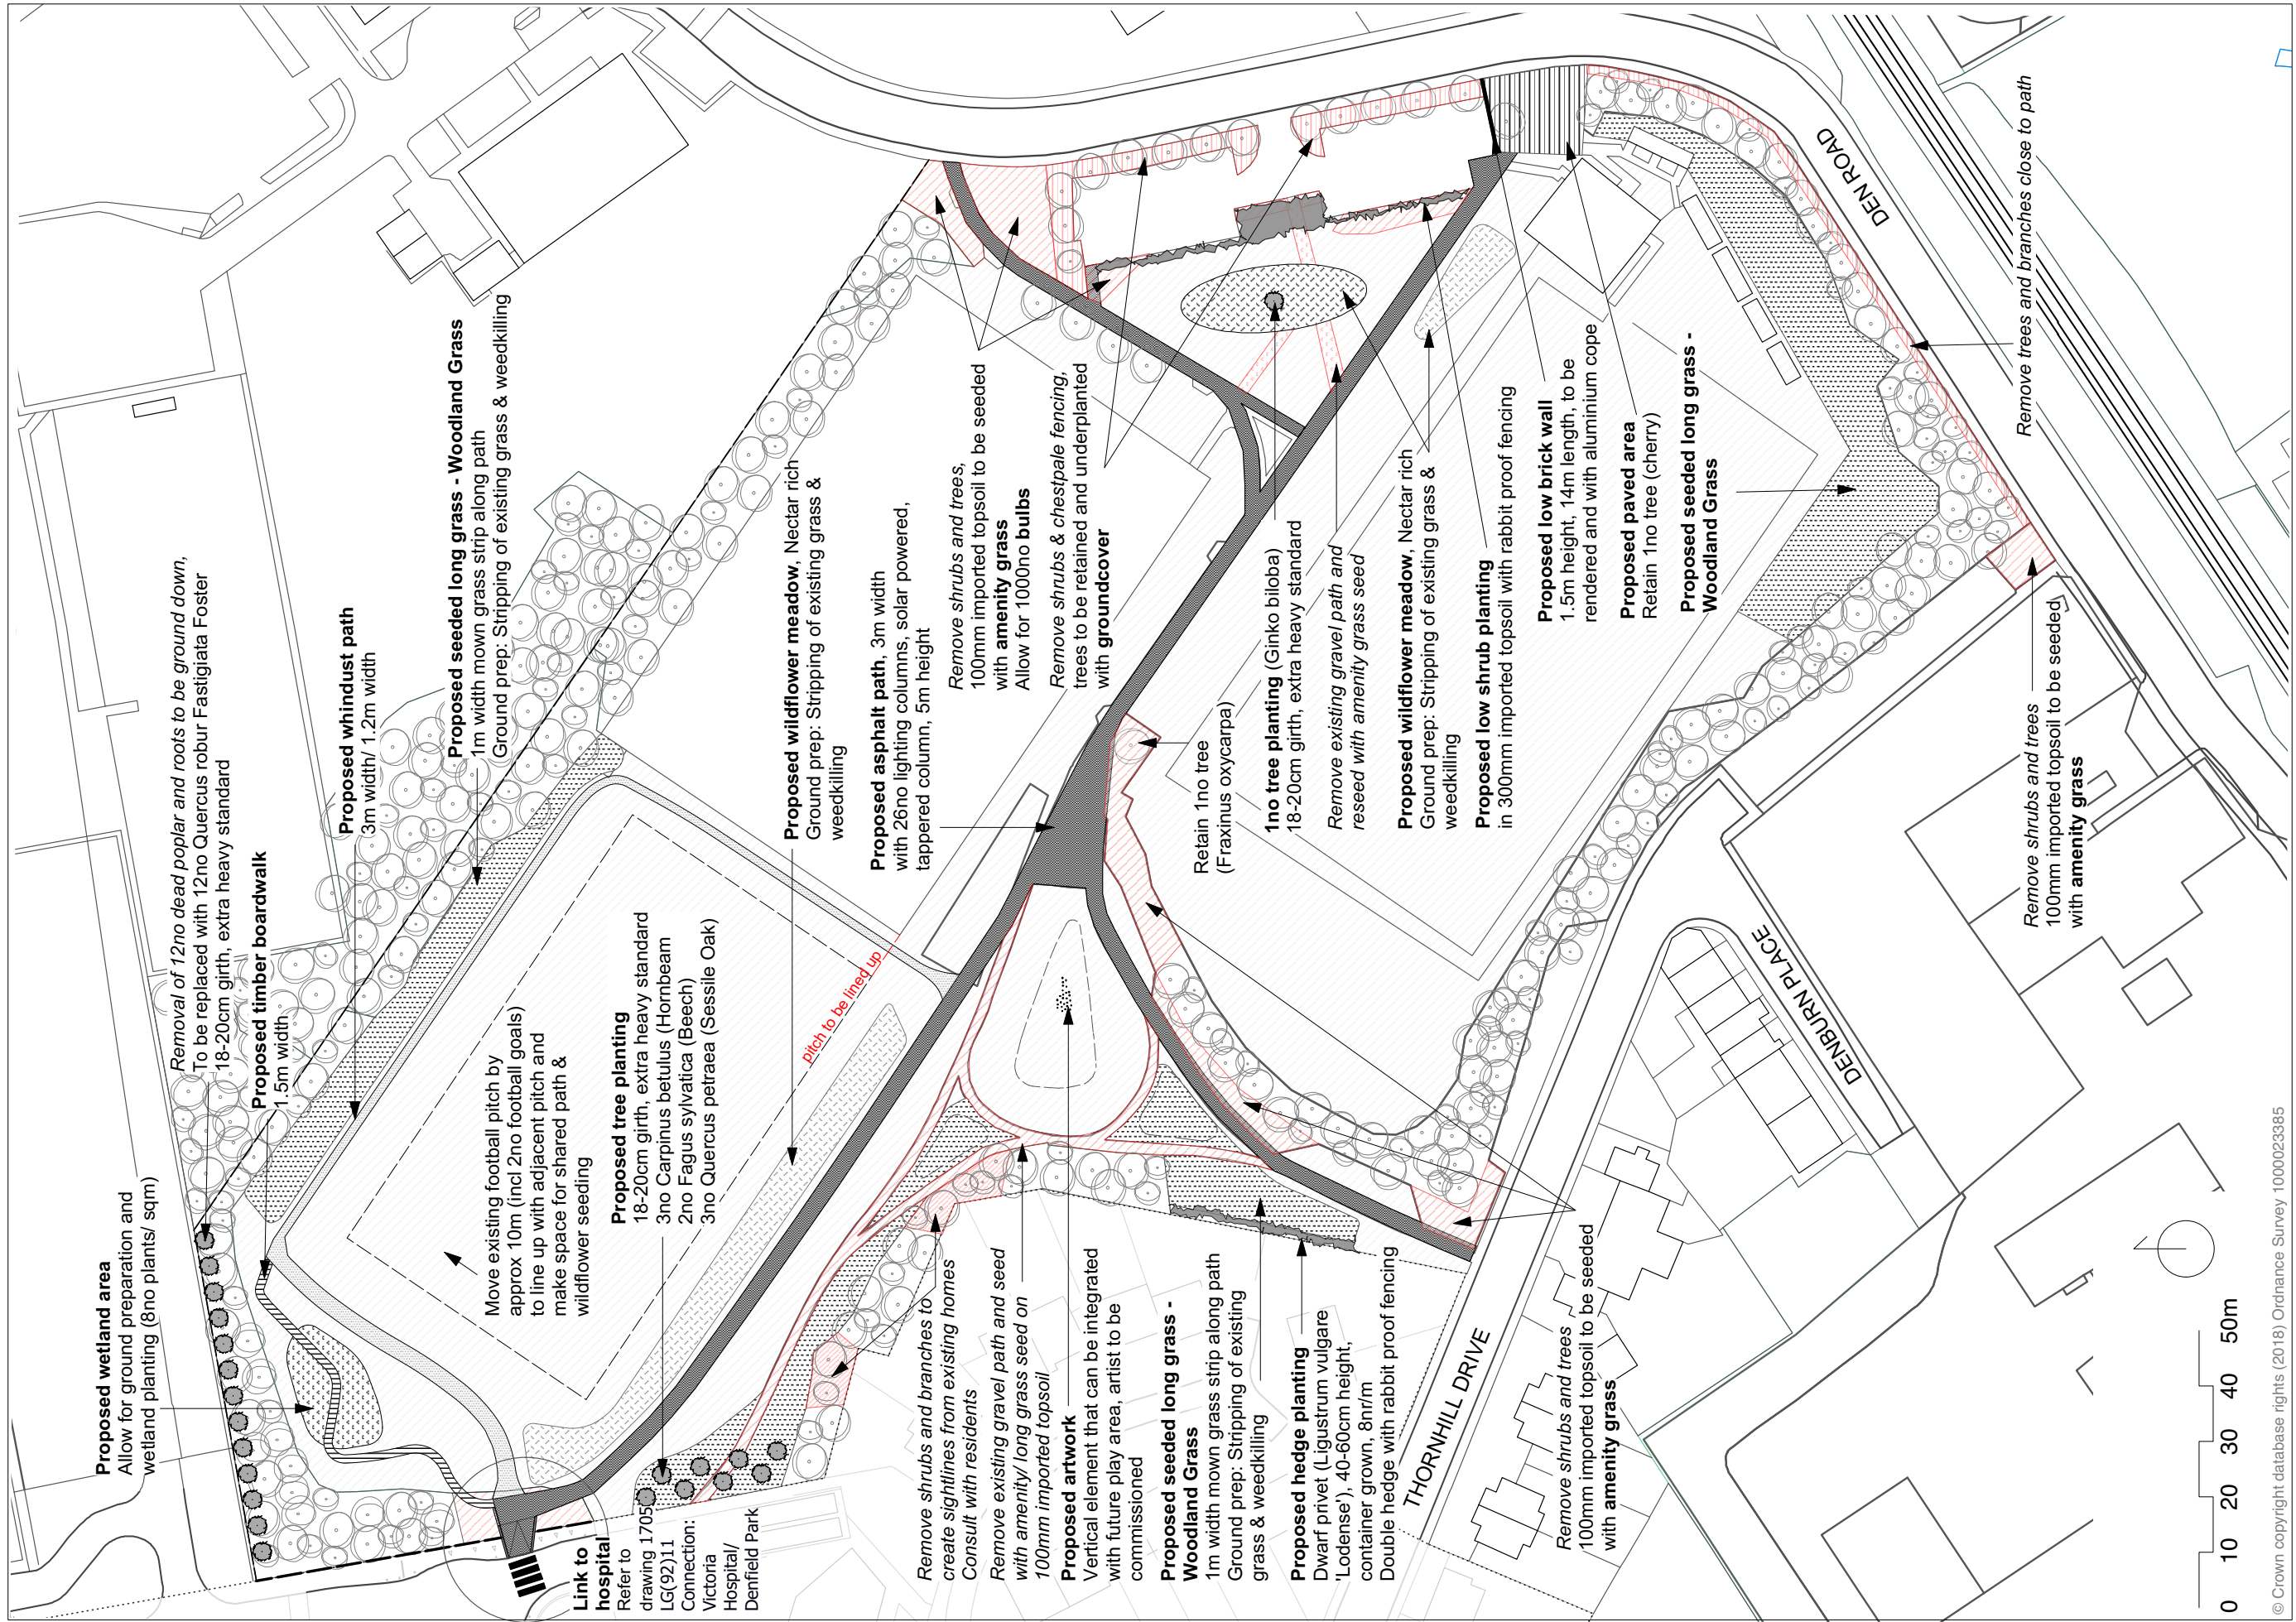 Proposed wetland area
Allow for ground preparation and
wetland planting (8no plants/ sqm)
Removal of 12no dead poplar and roots to be ground down,
To be replaced with 12no Quercus robur Fastigiata Foster
18-20cm girth, extra heavy standard
Proposed timber boardwalk
1.5m width
Proposed whindust path
3m width/ 1.2m width
Proposed seeded long grass - Woodland Grass
1m width mown grass strip along path
Ground prep: Stripping of existing grass & weedkilling
Move existing football pitch by
approx 10m (incl 2no football goals)
to line up with adjacent pitch and
make space for shared path &
wildflower seeding
Proposed tree planting
18-20cm girth, extra heavy standard
3no Carpinus betulus (Hornbeam
2no Fagus sylvatica (Beech)
3no Quercus petraea (Sessile Oak)
pitch to be lined up
Proposed wildflower meadow, Nectar rich
Ground prep: Stripping of existing grass &
weedkilling
Proposed asphalt path, 3m width
with 26no lighting columns, solar powered,
tappered column, 5m height
Remove shrubs and trees,
100mm imported topsoil to be seeded
with amenity grass
Allow for 1000no bulbs
Remove shrubs & chestpale fencing,
trees to be retained and underplanted
with groundcover
Link to
hospital
Refer to
drawing 1705
LG(92)11
Connection:
Victoria
Hospital/
Denfield Park
Remove shrubs and branches to
create sightlines from existing homes
Consult with residents
Remove existing gravel path and seed
with amenity/ long grass seed on
100mm imported topsoil
Proposed artwork
Vertical element that can be integrated
with future play area, artist to be
commissioned
Proposed seeded long grass -
Woodland Grass
1m width mown grass strip along path
Ground prep: Stripping of existing
grass & weedkilling
Proposed hedge planting
Dwarf privet (Ligustrum vulgare
'Lodense'), 40-60cm height,
container grown, 8nr/m
Double hedge with rabbit proof fencing
Retain 1no tree
(Fraxinus oxycarpa)
1no tree planting (Ginko biloba)
18-20cm girth, extra heavy standard
Remove existing gravel path and
reseed with amenity grass seed
Proposed wildflower meadow, Nectar rich
Ground prep: Stripping of existing grass &
weedkilling
Proposed low shrub planting
in 300mm imported topsoil with rabbit proof fencing
Proposed low brick wall
1.5m height, 14m length, to be
rendered and with aluminium cope
Proposed paved area
Retain 1no tree (cherry)
Proposed seeded long grass -
Woodland Grass
DEN ROAD
Remove trees and branches close to path
THORNHILL DRIVE
Remove shrubs and trees
100mm imported topsoil to be seeded
with amenity grass
DENBURN PLACE
Remove shrubs and trees
100mm imported topsoil to be seeded
with amenity grass
0 10 20 30 40 50m
© Crown copyright database rights (2018) Ordnance Survey 100023385